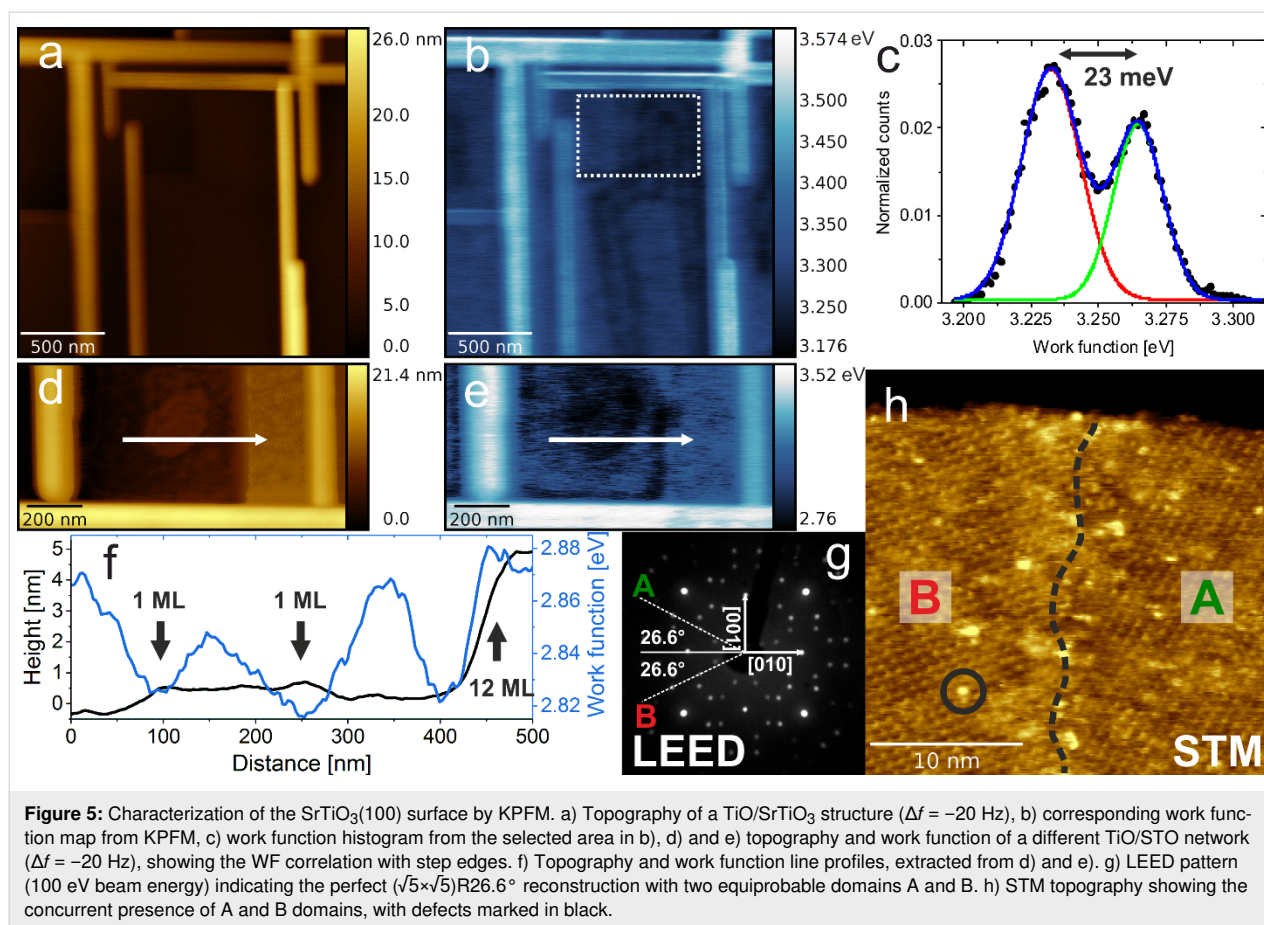 a
26.0 nm
20.0
15.0
10.0
5.0
0.0
500 nm
b
3.574 eV
3.500
3.450
3.400
3.350
3.300
3.250
3.176
500 nm
c
23 meV
Normalized counts
0.03
0.02
0.01
0.00
3.200 3.225 3.250 3.275 3.300
Work function [eV]
d
21.4 nm
0.0
200 nm
e
3.52 eV
2.76
200 nm
f
Height [nm]
5
4
3
2
1
0
1 ML
1 ML
12 ML
2.88
2.86
2.84
2.82
Work function [eV]
0 100 200 300 400 500
Distance [nm]
g
A
26.6°
26.6°
B
[001]
[010]
LEED
h
B
A
10 nm
STM
Figure 5: Characterization of the SrTiO₃(100) surface by KPFM. a) Topography of a TiO/SrTiO₃ structure (Δf = −20 Hz), b) corresponding work func-
tion map from KPFM, c) work function histogram from the selected area in b), d) and e) topography and work function of a different TiO/STO network
(Δf = −20 Hz), showing the WF correlation with step edges. f) Topography and work function line profiles, extracted from d) and e). g) LEED pattern
(100 eV beam energy) indicating the perfect (√5×√5)R26.6° reconstruction with two equiprobable domains A and B. h) STM topography showing the
concurrent presence of A and B domains, with defects marked in black.